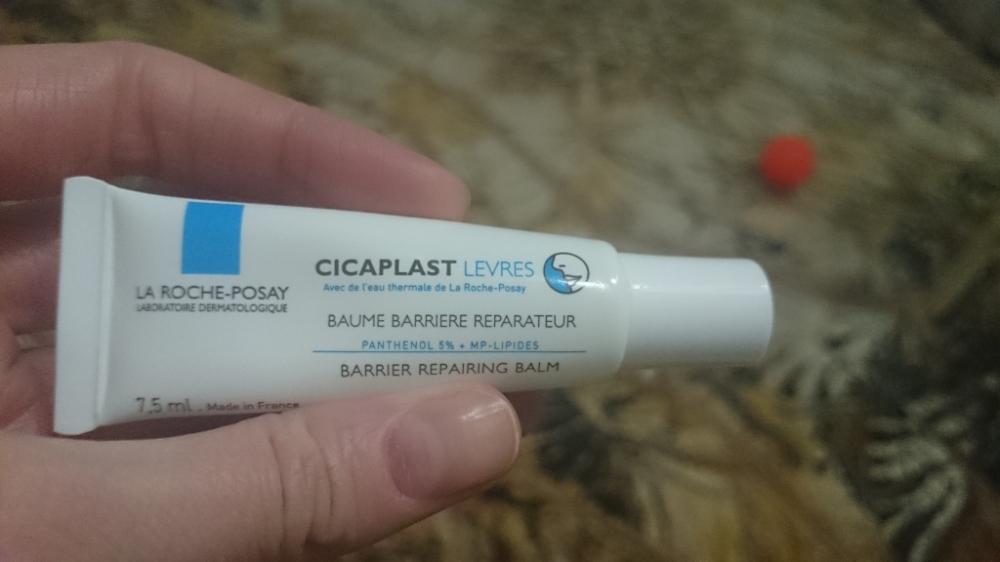 LA ROCHE-POSAY
LABORATOIRE DERMATOLOGIQUE
CICAPLAST LEVRES
Avec de l'eau thermale de La Roche-Posay
BAUME BARRIERE REPARATEUR
PANTHENOL 5% + MP-LIPIDES
BARRIER REPAIRING BALM
7,5 ml . Made in France